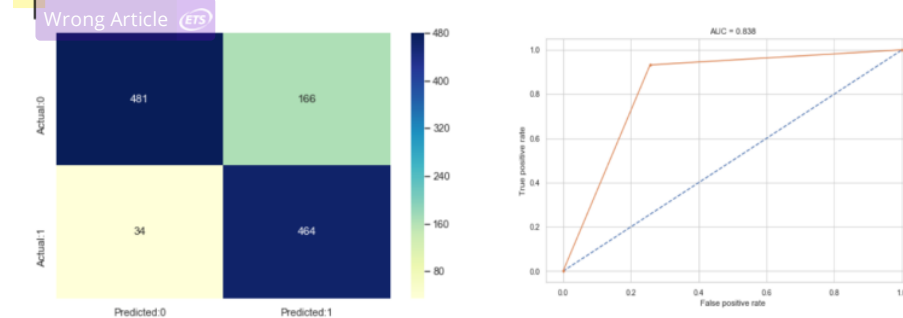 Wrong Article ETS
480
481
166
400
Actual:0
320
240
34
464
160
Actual:1
80
Predicted:0
Predicted:1
AUC = 0.838
1.0
0.8
0.6
0.4
0.2
0.0
True positive rate
0.0
0.2
0.4
0.6
0.8
1.
False positive rate